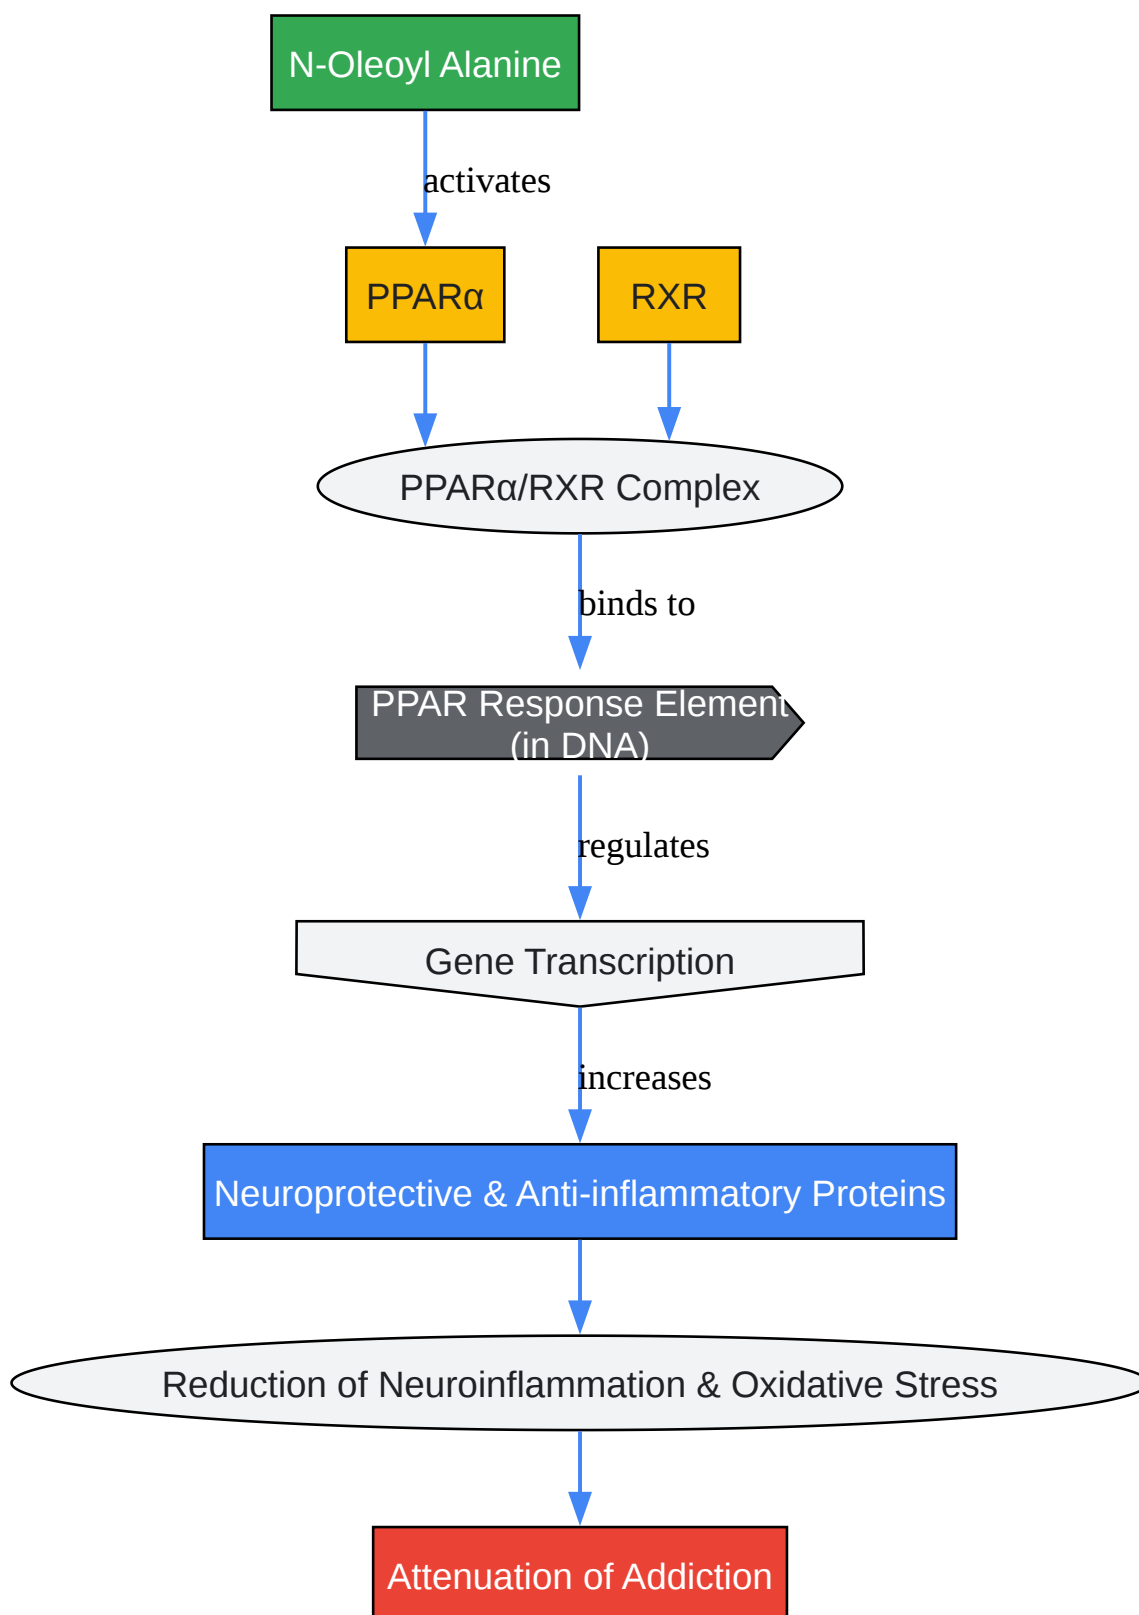 N-Oleoyl Alanine
activates
PPARα
RXR
PPARα/RXR Complex
binds to
PPAR Response Element
(in DNA)
regulates
Gene Transcription
increases
Neuroprotective & Anti-inflammatory Proteins
Reduction of Neuroinflammation & Oxidative Stress
Attenuation of Addiction